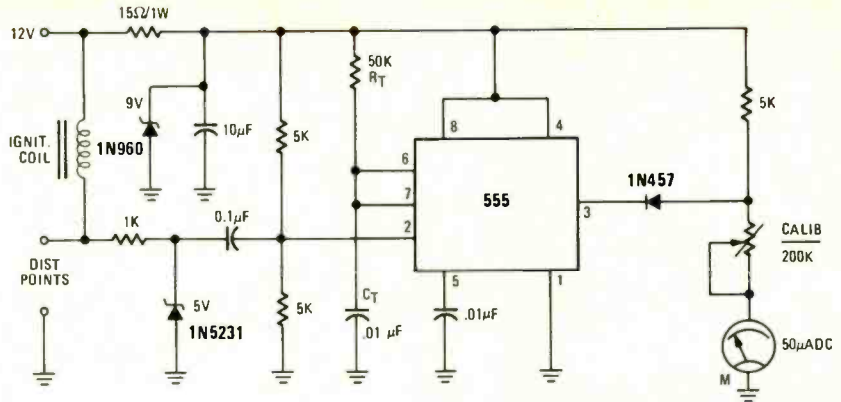 12V
15Ω/1W
50K
RT
9V
1N960
10µF
5K
5K
IGNIT.
COIL
8
4
6
7
2
555
3
1N457
1K
0.1µF
CALIB
200K
DIST
POINTS
5V
1N5231
5K
CT
.01 µF
5
.01µF
1
50µADC
M